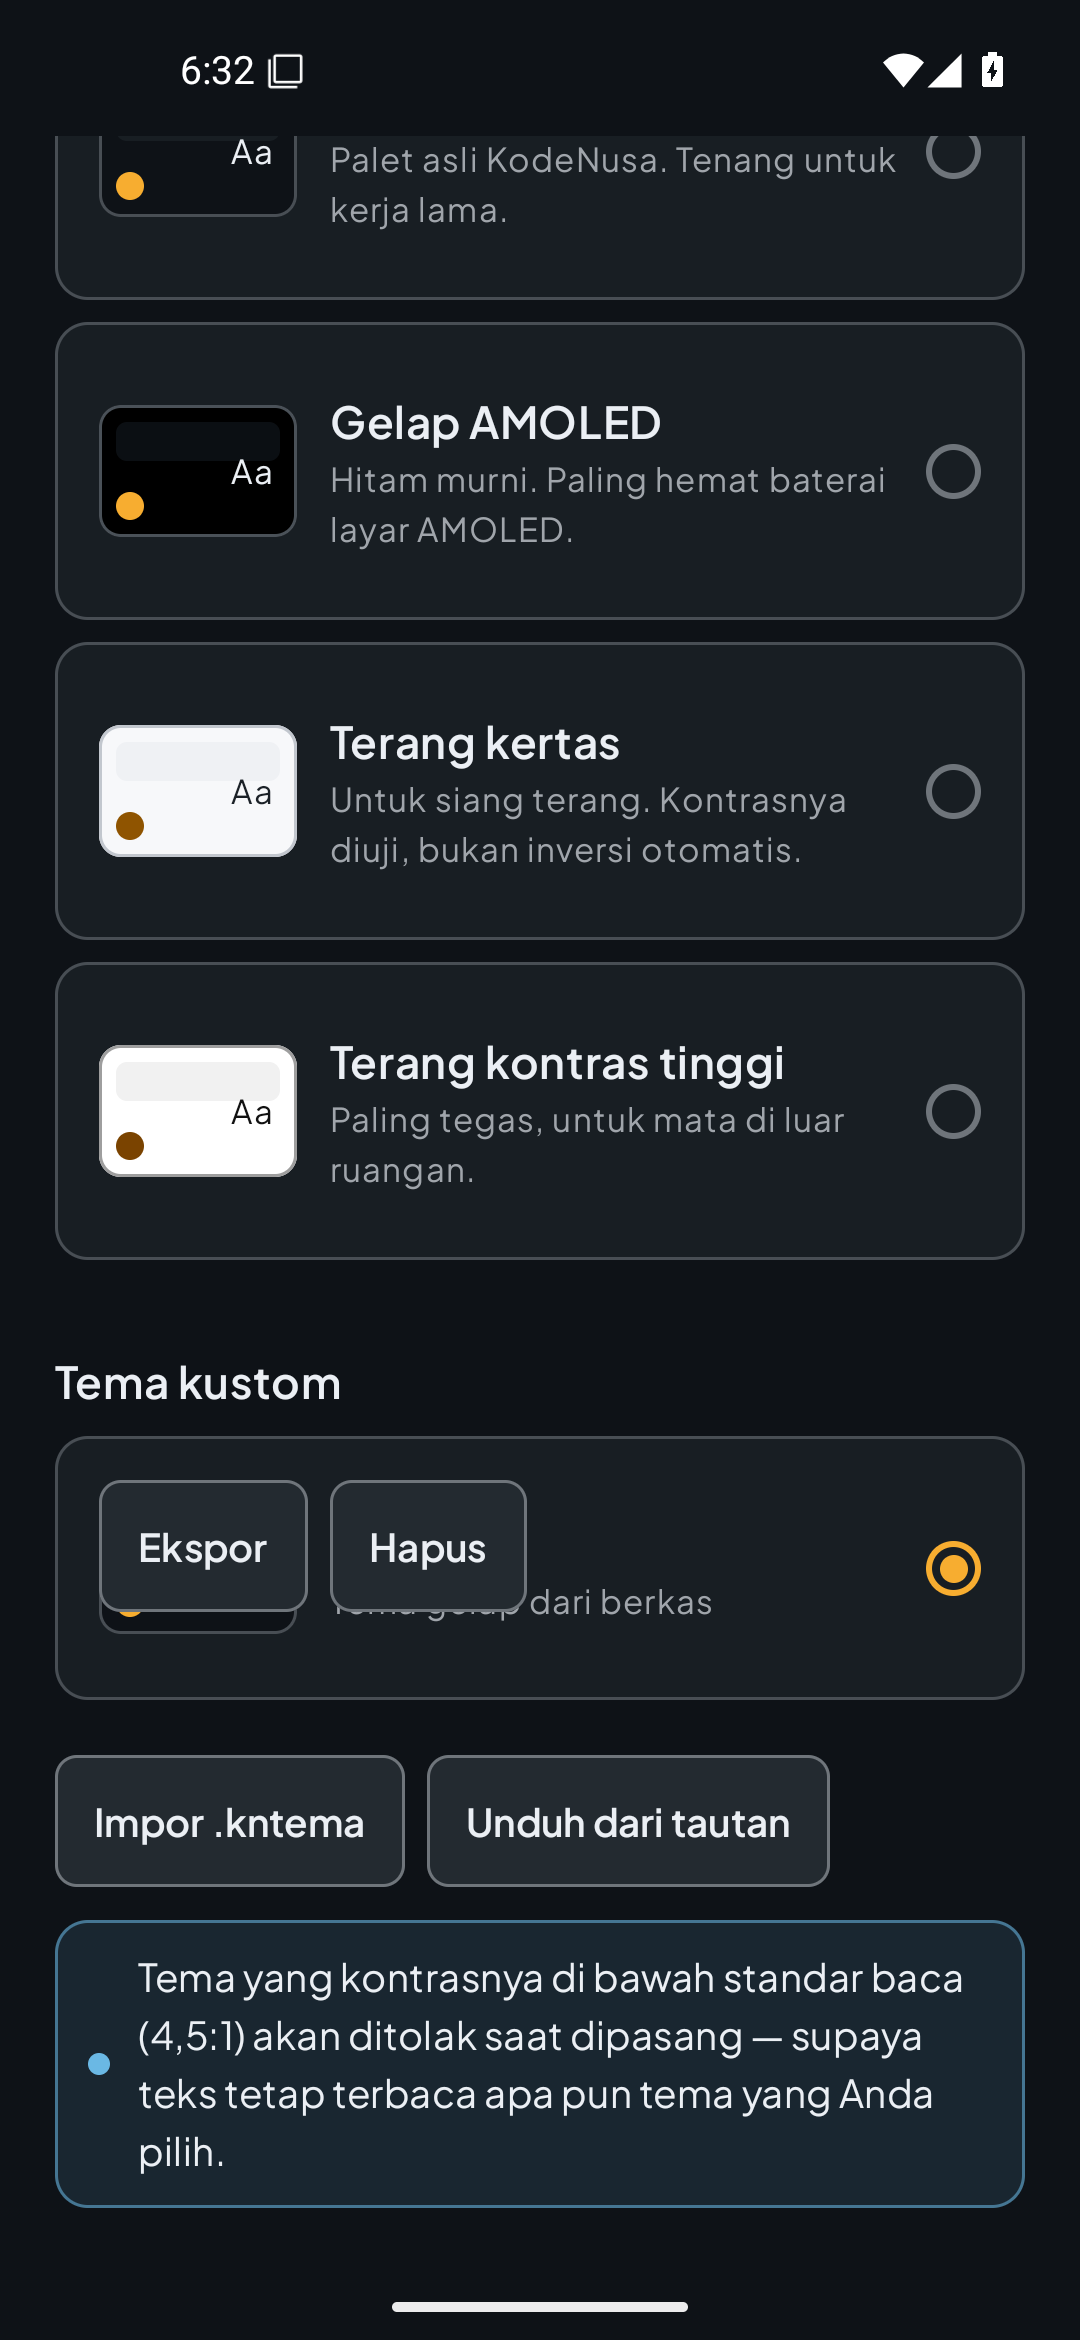 6:32
Aa
Palet asli KodeNusa. Tenang untuk
kerja lama.
Gelap AMOLED
Aa
Hitam murni. Paling hemat baterai
layar AMOLED.
Terang kertas
Aa
Untuk siang terang. Kontrasnya
diuji, bukan inversi otomatis.
Terang kontras tinggi
Aa
Paling tegas, untuk mata di luar
ruangan.
Tema kustom
Ekspor
Hapus
dari berkas
Impor .kntema
Unduh dari tautan
Tema yang kontrasnya di bawah standar baca
(4,5:1) akan ditolak saat dipasang — supaya
teks tetap terbaca apa pun tema yang Anda
pilih.